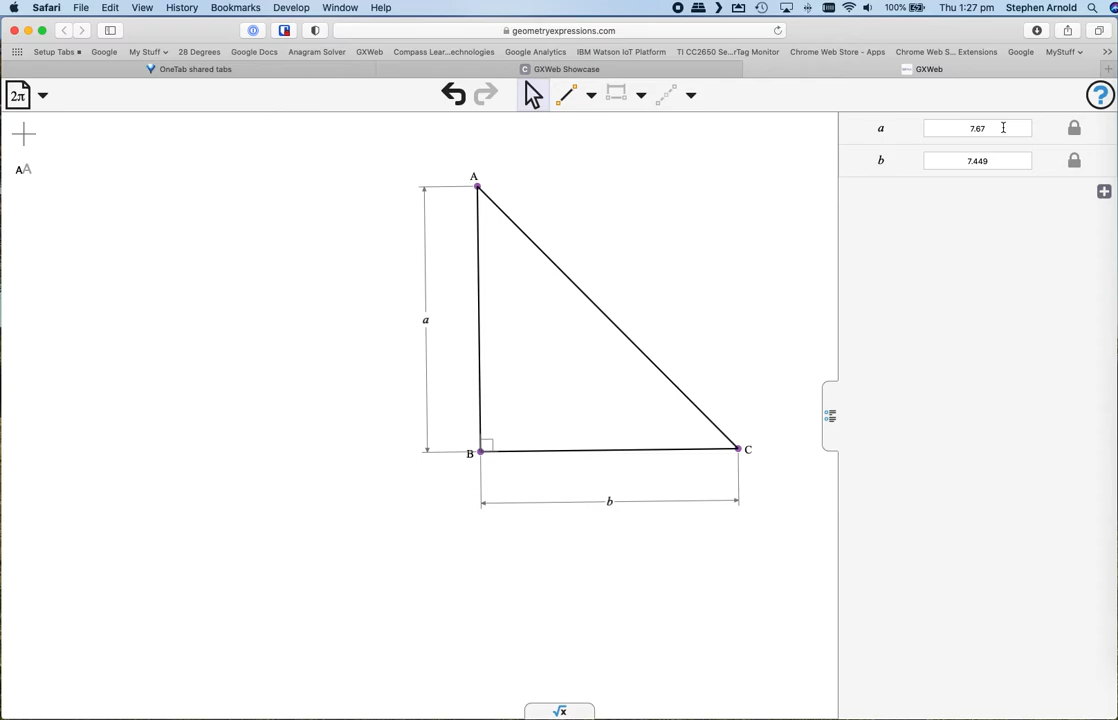 Safari File Edit View History Bookmarks Develop Window Help 100% Thu 1:27 pm Stephen Arnold
geometryexpressions.com
Setup Tabs My Stuff 28 Degrees Google Docs Anagram Solver GXWeb Compass Lear...echnologies Google Analytics IBM Watson IoT Platform TI CC2650 Se...rTag Monitor Chrome Web Store - Apps Chrome Web S... Extensions Google MyStuff >>
OneTab shared tabs GXWeb Showcase GXWeb
2π ?
a 7.67
b 7.449
AA
A
a
B C
b
√x